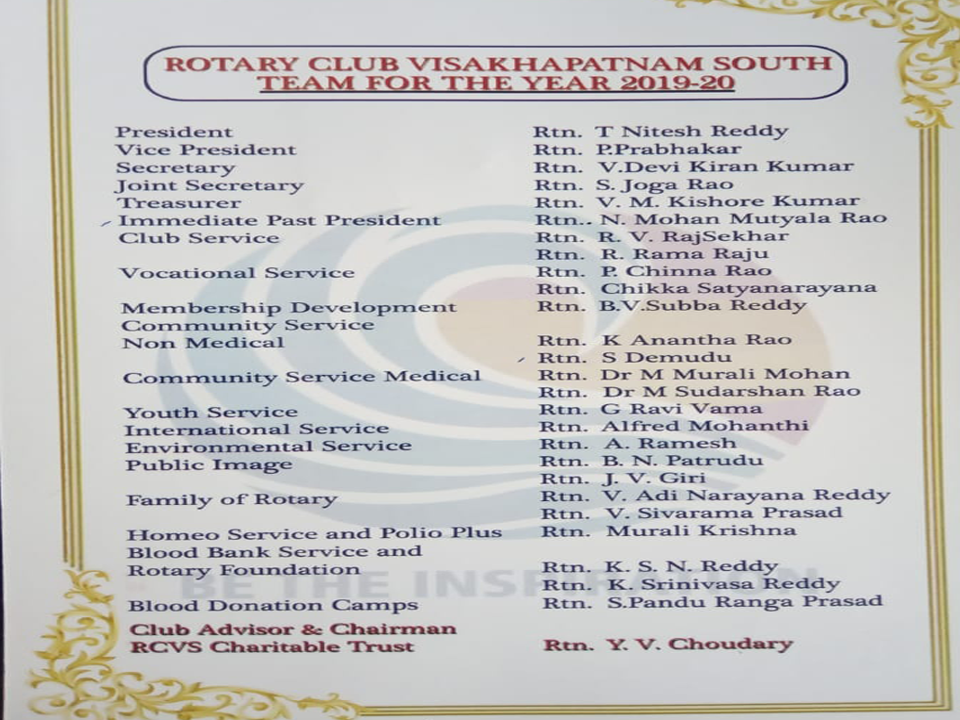 ROTARY CLUB VISAKHAPATNAM SOUTH
TEAM FOR THE YEAR 2019-20
President Rtn. T Nitesh Reddy
Vice President Rtn. P.Prabhakar
Secretary Rtn. V.Devi Kiran Kumar
Joint Secretary Rtn. S. Joga Rao
Treasurer Rtn. V. M. Kishore Kumar
Immediate Past President Rtn.. N. Mohan Mutyala Rao
Club Service Rtn. R. V. RajSekhar
Rtn. R. Rama Raju
Vocational Service Rtn. P. Chinna Rao
Rtn. Chikka Satyanarayana
Membership Development Rtn. B.V.Subba Reddy
Community Service
Non Medical Rtn. K Anantha Rao
Rtn. S Demudu
Community Service Medical Rtn. Dr M Murali Mohan
Rtn. Dr M Sudarshan Rao
Youth Service Rtn. G Ravi Vama
International Service Rtn. Alfred Mohanthi
Environmental Service Rtn. A. Ramesh
Public Image Rtn. B. N. Patrudu
Rtn. J. V. Giri
Family of Rotary Rtn. V. Adi Narayana Reddy
Rtn. V. Sivarama Prasad
Homeo Service and Polio Plus Rtn. Murali Krishna
Blood Bank Service and
Rotary Foundation Rtn. K. S. N. Reddy
BE THE INSPIRATION
Rtn. K. Srinivasa Reddy
Blood Donation Camps Rtn. S.Pandu Ranga Prasad
Club Advisor & Chairman
RCVS Charitable Trust Rtn. Y. V. Choudary